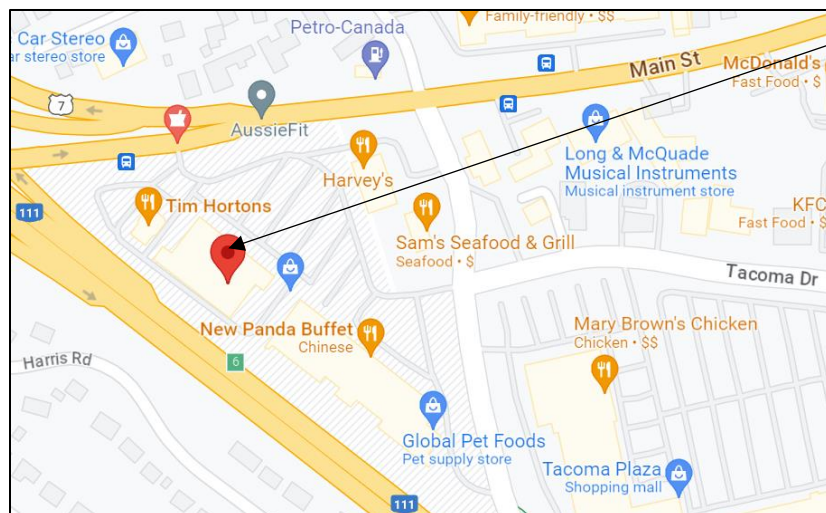 Family-friendly • $$
Petro-Canada
Car Stereo
ar stereo store
Main St
McDonald's
Fast Food • $
7
AussieFit
Long & McQuade
Musical Instruments
Musical instrument store
Harvey's
Tim Hortons
111
KFC
Fast Food • $
Sam's Seafood & Grill
Seafood • $
Tacoma Dr
New Panda Buffet
Chinese
Mary Brown's Chicken
Chicken • $$
Harris Rd
6
Global Pet Foods
Pet supply store
Tacoma Plaza
Shopping mall
111